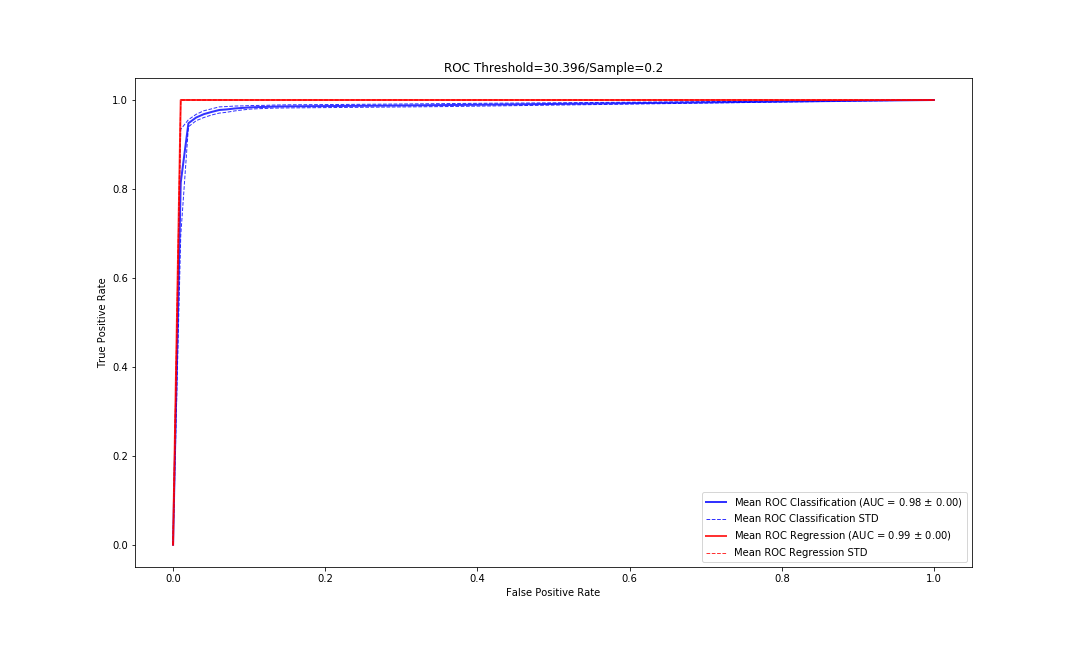 ROC Threshold=30.396/Sample=0.2
True Positive Rate
1.0
0.8
0.6
0.4
0.2
0.0
Mean ROC Classification (AUC = 0.98 ± 0.00)
Mean ROC Classification STD
Mean ROC Regression (AUC = 0.99 ± 0.00)
Mean ROC Regression STD
0.0 0.2 0.4 0.6 0.8 1.0
False Positive Rate